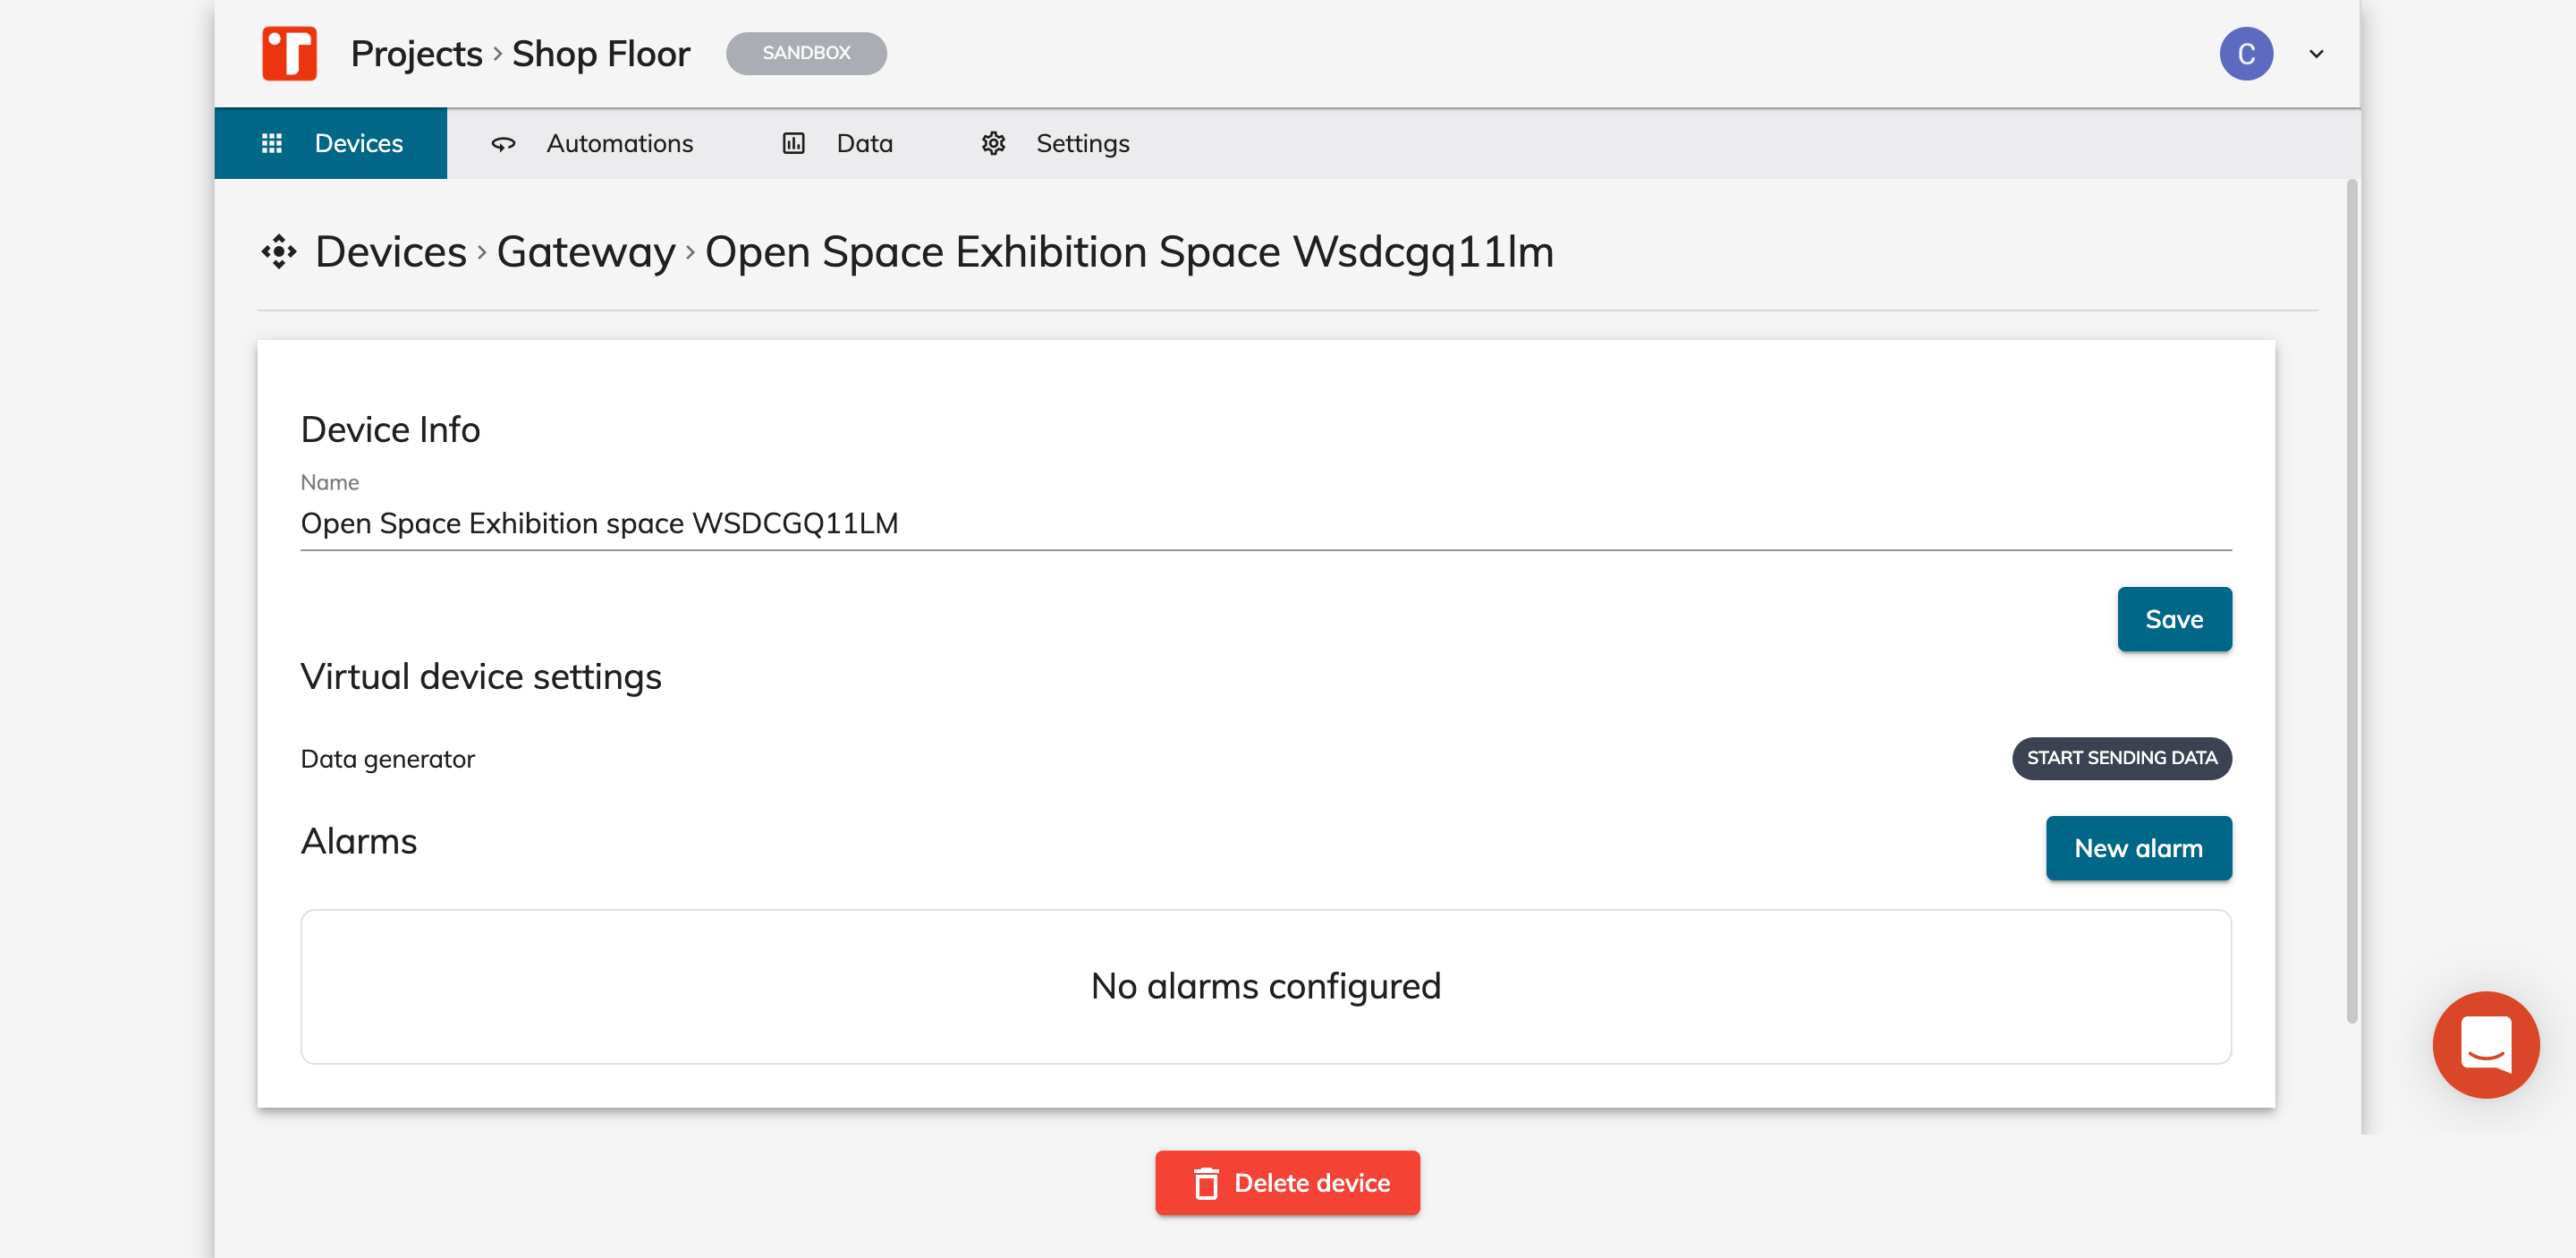 Projects › Shop Floor SANDBOX C
Devices Automations Data Settings
Devices › Gateway › Open Space Exhibition Space Wsdcgq11lm
Device Info
Name
Open Space Exhibition space WSDCGQ11LM
Save
Virtual device settings
Data generator START SENDING DATA
Alarms New alarm
No alarms configured
Delete device